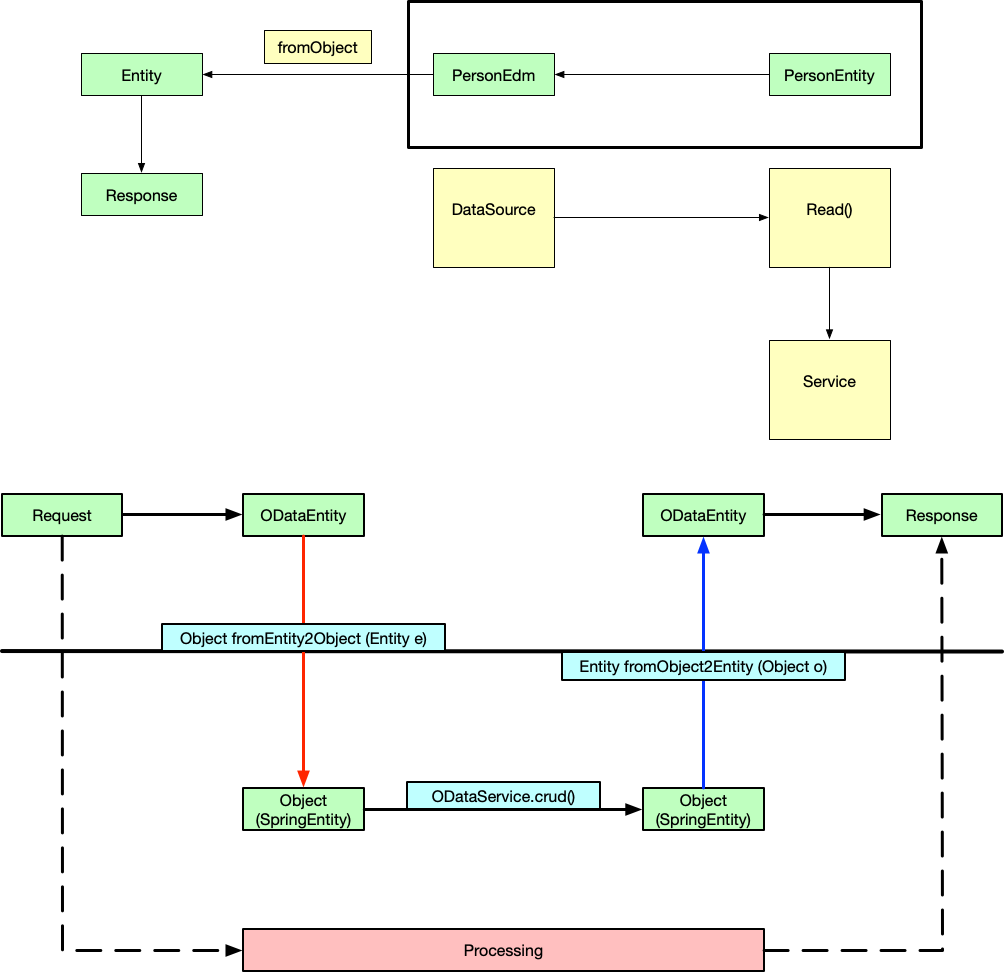 fromObject
Entity
PersonEdm
PersonEntity
Response
DataSource
Read()
Service
Request
ODataEntity
ODataEntity
Response
Object fromEntity2Object (Entity e)
Entity fromObject2Entity (Object o)
Object
(SpringEntity)
ODataService.crud()
Object
(SpringEntity)
Processing